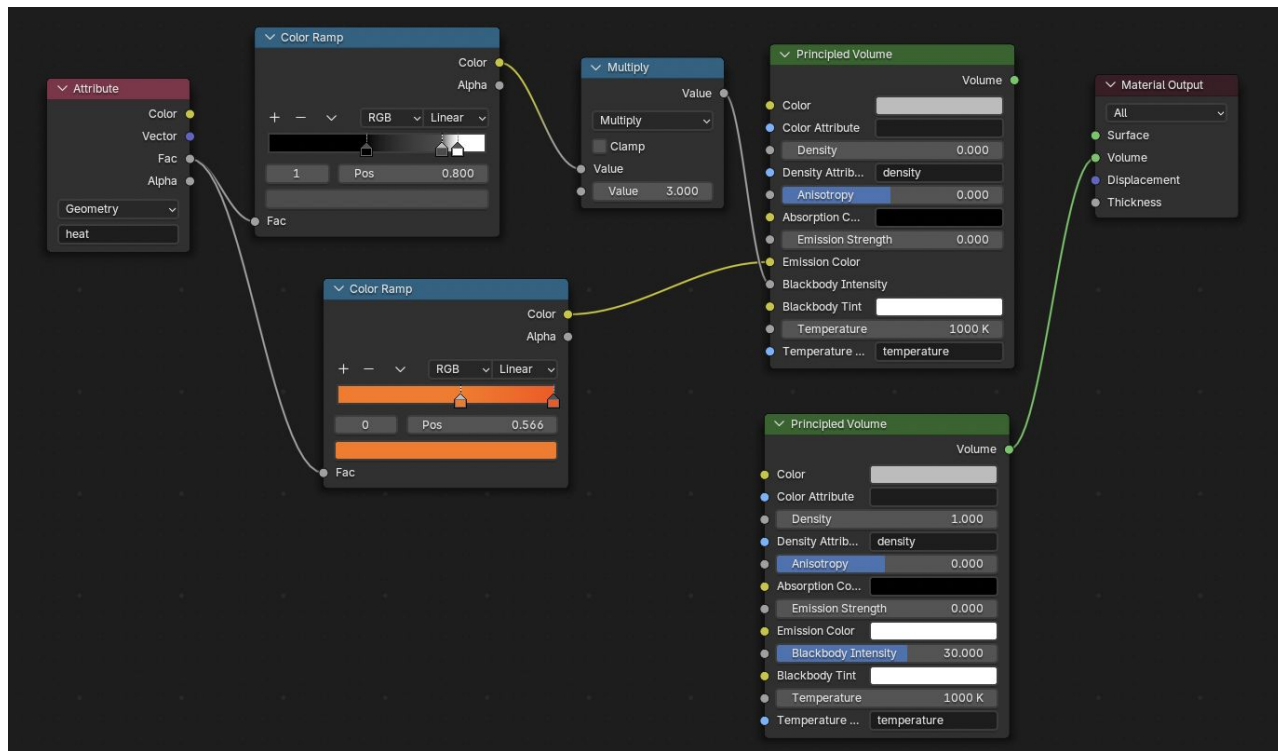 Attribute
Color
Vector
Fac
Alpha
Geometry
heat
Color Ramp
Color
Alpha
+ − RGB Linear
1 Pos 0.800
Fac
Color Ramp
Color
Alpha
+ − RGB Linear
0 Pos 0.566
Fac
Multiply
Value
Multiply
Clamp
Value
Value 3.000
Principled Volume
Volume
Color
Color Attribute
Density 0.000
Density Attrib... density
Anisotropy 0.000
Absorption C...
Emission Strength 0.000
Emission Color
Blackbody Intensity
Blackbody Tint
Temperature 1000 K
Temperature ... temperature
Principled Volume
Volume
Color
Color Attribute
Density 1.000
Density Attrib... density
Anisotropy 0.000
Absorption Co...
Emission Strength 0.000
Emission Color
Blackbody Intensity 30.000
Blackbody Tint
Temperature 1000 K
Temperature ... temperature
Material Output
All
Surface
Volume
Displacement
Thickness